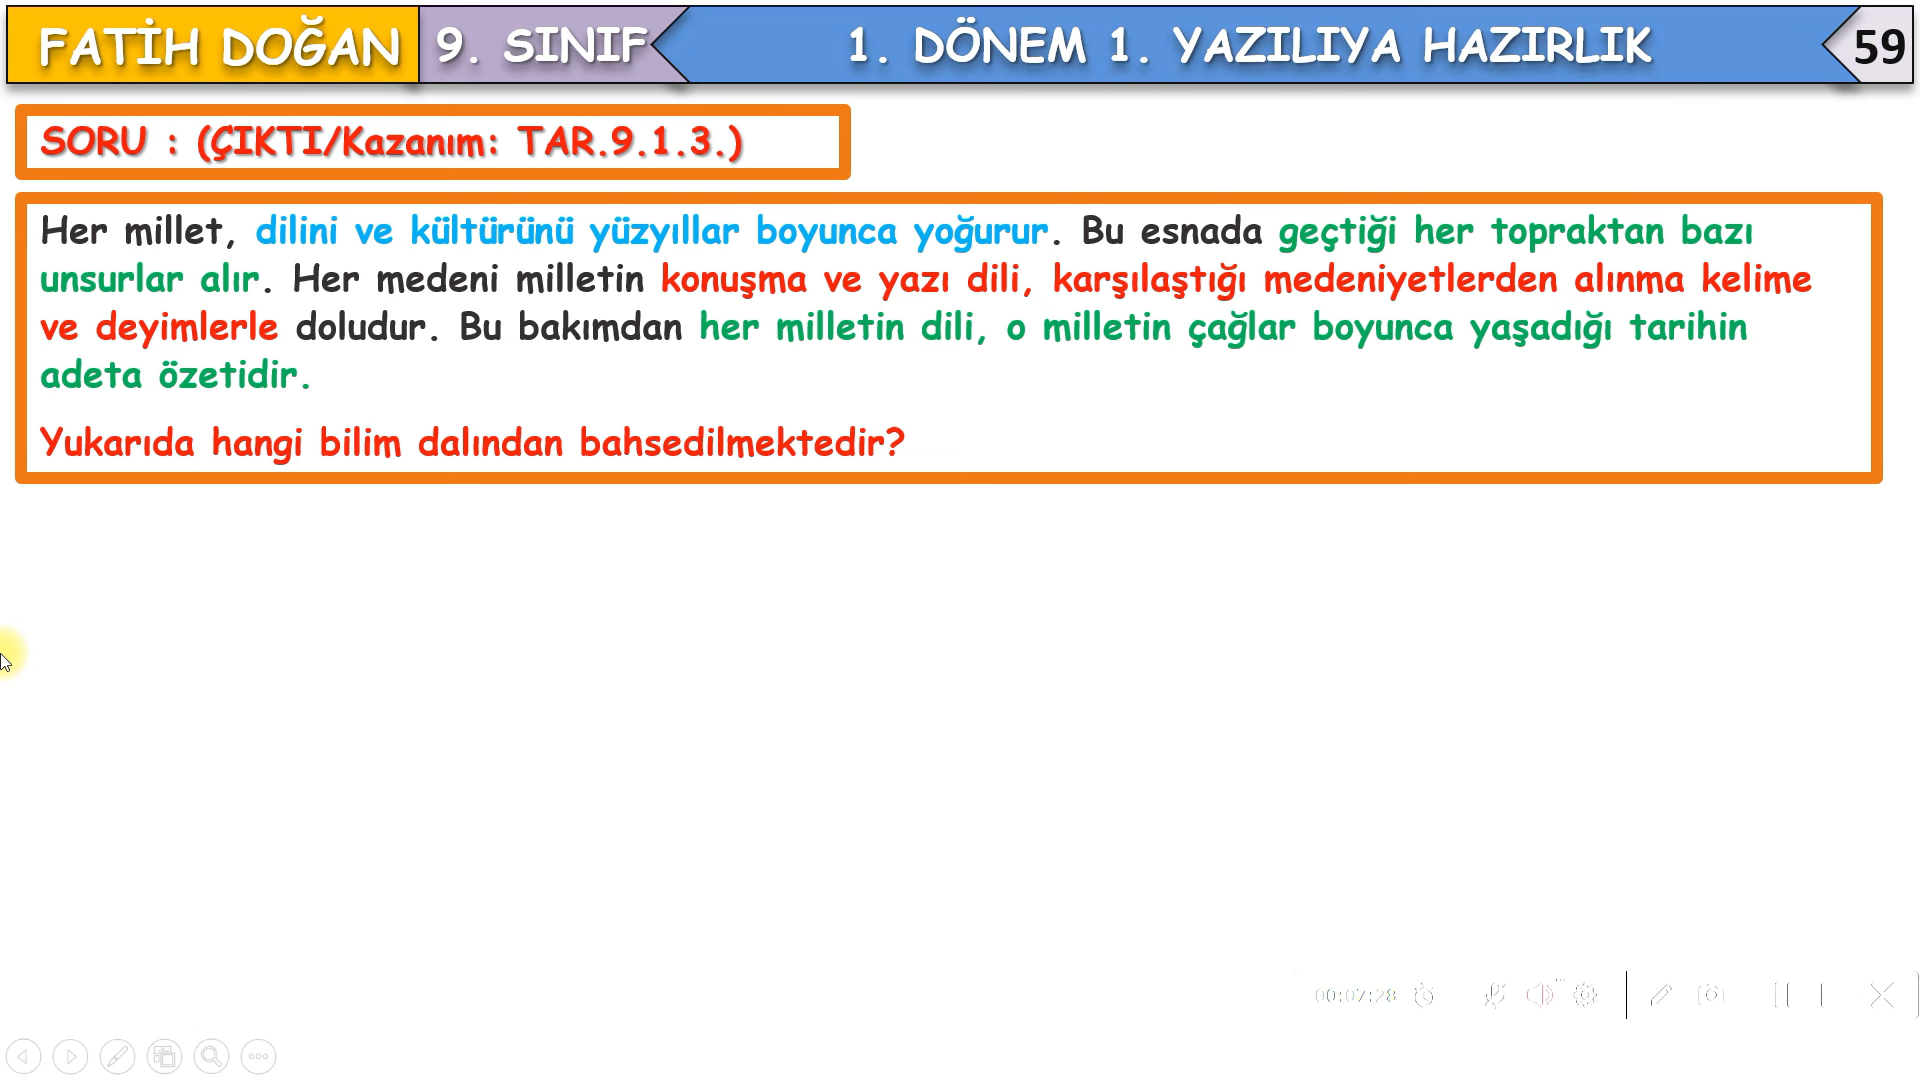 FATİH DOĞAN 9. SINIF 1. DÖNEM 1. YAZILIYA HAZIRLIK 59
SORU : (ÇIKTI/Kazanım: TAR.9.1.3.)
Her millet, dilini ve kültürünü yüzyıllar boyunca yoğurur. Bu esnada geçtiği her topraktan bazı
unsurlar alır. Her medeni milletin konuşma ve yazı dili, karşılaştığı medeniyetlerden alınma kelime
ve deyimlerle doludur. Bu bakımdan her milletin dili, o milletin çağlar boyunca yaşadığı tarihin
adeta özetidir.
Yukarıda hangi bilim dalından bahsedilmektedir?
00:07:28